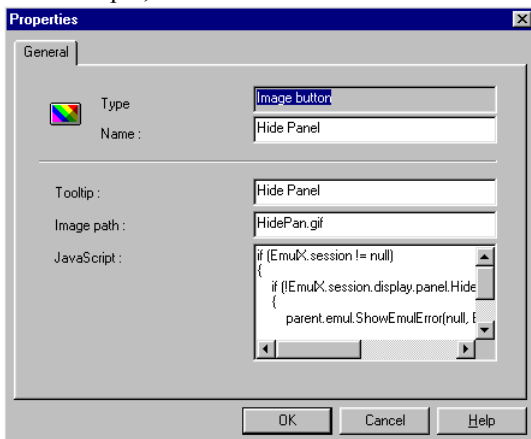 Properties
General
Type
Image button
Name :
Hide Panel
Tooltip :
Hide Panel
Image path :
HidePan.gif
JavaScript :
if (EmulX.session != null)
{
if (!EmulX.session.display.panel.Hide
{
parent.emul.ShowEmulError(null,
OK
Cancel
Help